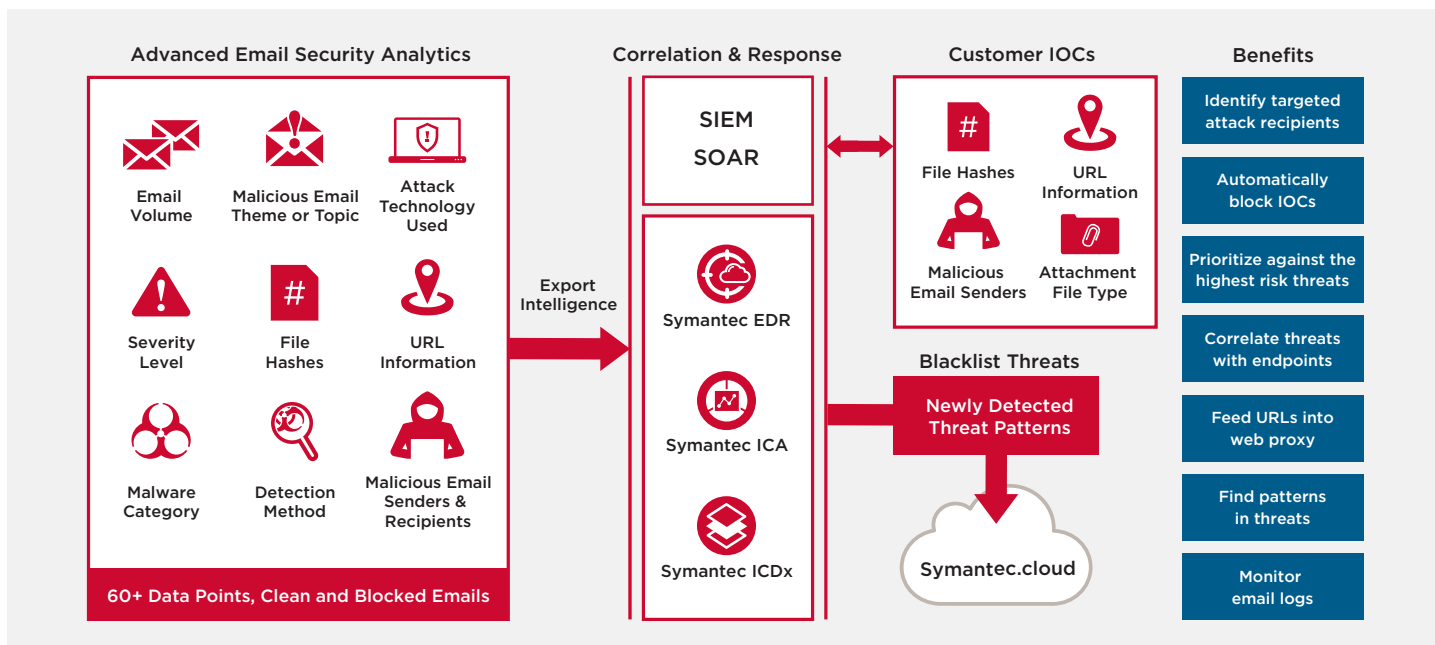 Advanced Email Security Analytics
Email
Volume
Malicious Email
Theme or Topic
Attack
Technology
Used
Severity
Level
#
File
Hashes
URL
Information
Malware
Category
Detection
Method
Malicious Email
Senders &
Recipients
60+ Data Points, Clean and Blocked Emails
Export
Intelligence
Correlation & Response
SIEM
SOAR
Symantec EDR
Symantec ICA
Symantec ICDx
Customer IOCs
#
File Hashes
URL
Information
Malicious
Email Senders
Attachment
File Type
Blacklist Threats
Newly Detected
Threat Patterns
Symantec.cloud
Benefits
Identify targeted
attack recipients
Automatically
block IOCs
Prioritize against the
highest risk threats
Correlate threats
with endpoints
Feed URLs into
web proxy
Find patterns
in threats
Monitor
email logs